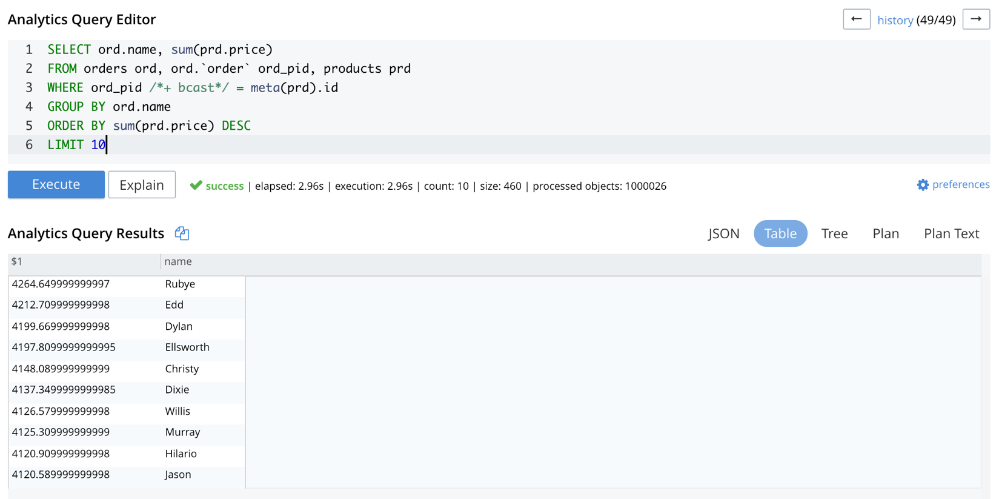 Analytics Query Editor
← history (49/49) →
1 SELECT ord.name, sum(prd.price)
2 FROM orders ord, ord.`order` ord_pid, products prd
3 WHERE ord_pid /*+ bcast*/ = meta(prd).id
4 GROUP BY ord.name
5 ORDER BY sum(prd.price) DESC
6 LIMIT 10
Execute Explain success | elapsed: 2.96s | execution: 2.96s | count: 10 | size: 460 | processed objects: 1000026 preferences
Analytics Query Results JSON Table Tree Plan Plan Text
$1 name
4264.649999999997 Rubye
4212.709999999998 Edd
4199.669999999998 Dylan
4197.8099999999995 Ellsworth
4148.089999999999 Christy
4137.3499999999985 Dixie
4126.579999999998 Willis
4125.309999999999 Murray
4120.909999999998 Hilario
4120.589999999998 Jason